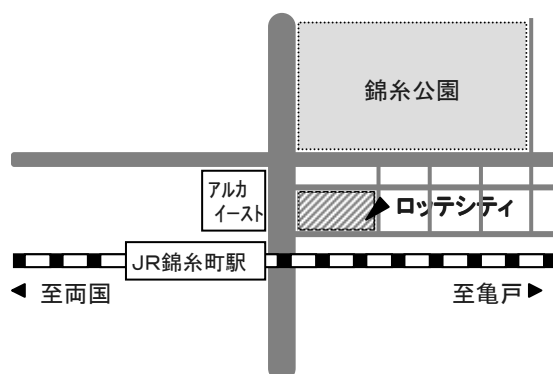 錦糸公園
アルカ
イースト
ロッテシティ
JR錦糸町駅
至両国
至亀戸